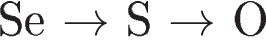 Se → S → O